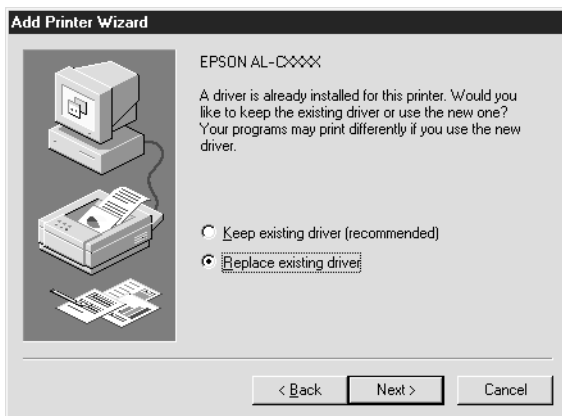 Add Printer Wizard
EPSON AL-CXXXX
A driver is already installed for this printer. Would you
like to keep the existing driver or use the new one?
Your programs may print differently if you use the new
driver.
Keep existing driver (recommended)
Replace existing driver
< Back
Next >
Cancel